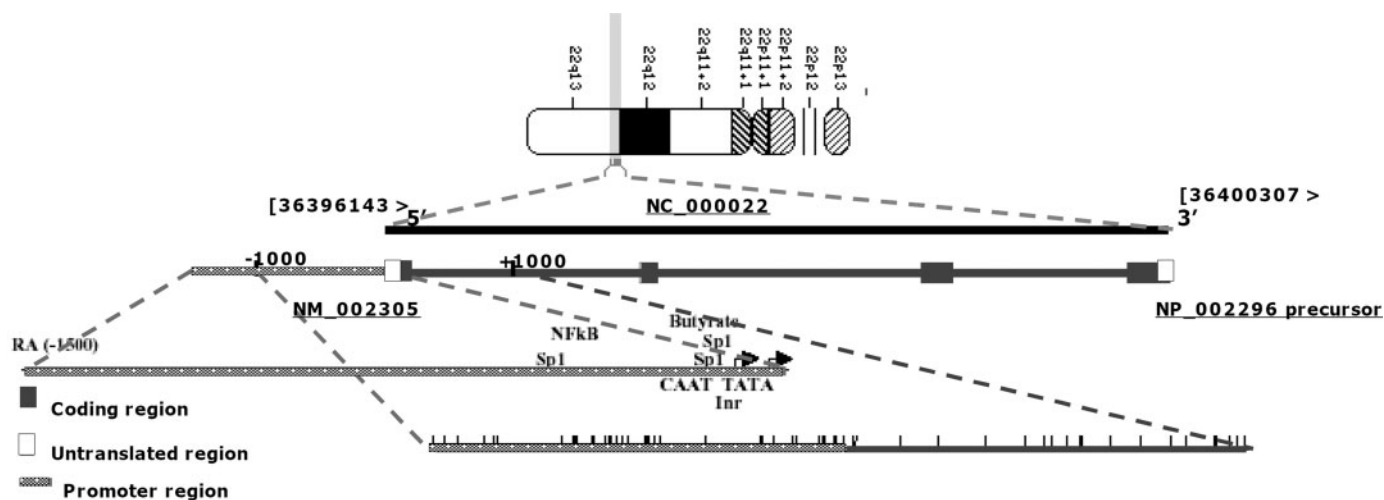 22q13
22q12
22q11+2
22q11+1
22p11+1
22p11+2
22p12
22p13
[36396143 >
5'
NC_000022
[36400307 >
3'
-1000
+1000
NM_002305
NP_002296 precursor
Butyrate
NFkB
Sp1
RA (-1500)
Sp1
Sp1
CAAT TATA
Inr
Coding region
Untranslated region
Promoter region